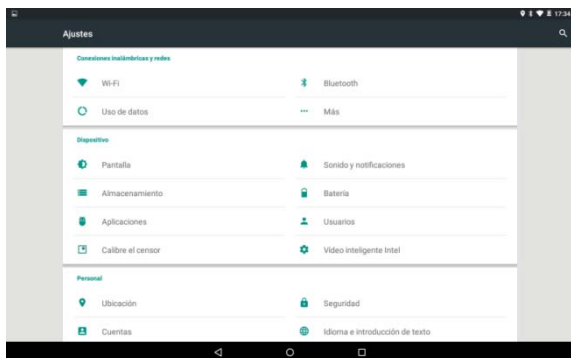 17:34
Ajustes
Conexiones inalámbricas y redes
Wi-Fi
Bluetooth
Uso de datos
Más
Dispositivo
Pantalla
Sonido y notificaciones
Almacenamiento
Batería
Aplicaciones
Usuarios
Calibre el censor
Vídeo inteligente Intel
Personal
Ubicación
Seguridad
Cuentas
Idioma e introducción de texto